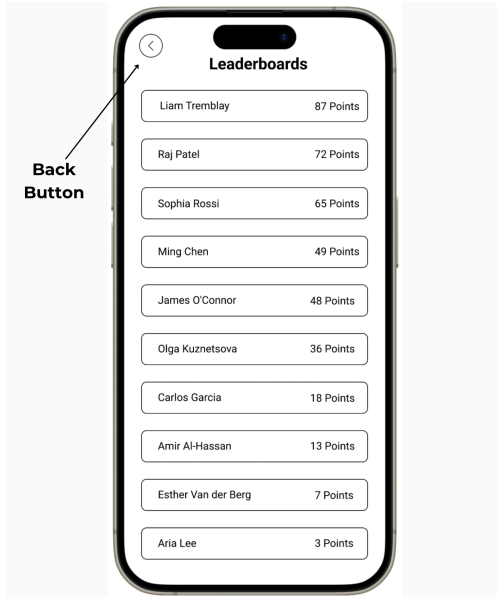 Leaderboards
Back
Button
Liam Tremblay 87 Points
Raj Patel 72 Points
Sophia Rossi 65 Points
Ming Chen 49 Points
James O'Connor 48 Points
Olga Kuznetsova 36 Points
Carlos Garcia 18 Points
Amir Al-Hassan 13 Points
Esther Van der Berg 7 Points
Aria Lee 3 Points